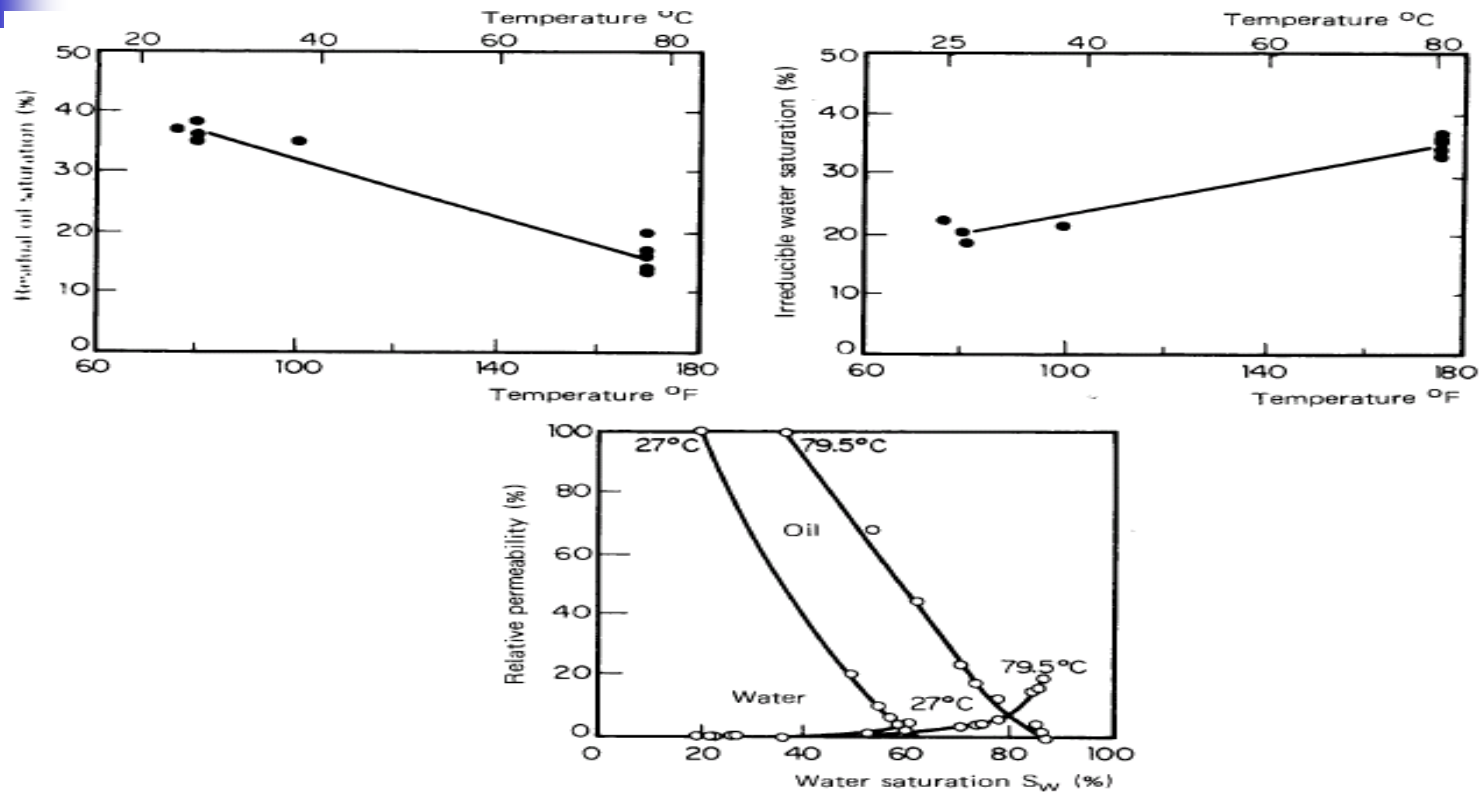 Temperature °C
20 40 60 80
50
40
30
20
10
0
Residual oil saturation (%)
60 100 140 180
Temperature °F
Temperature °C
25 40 60 80
50
40
30
20
10
0
Irreducible water saturation (%)
60 100 140 180
Temperature °F
100
80
60
40
20
0
Relative permeability (%)
27°C 79.5°C
Oil
79.5°C
Water 27°C
0 20 40 60 80 100
Water saturation Sw (%)